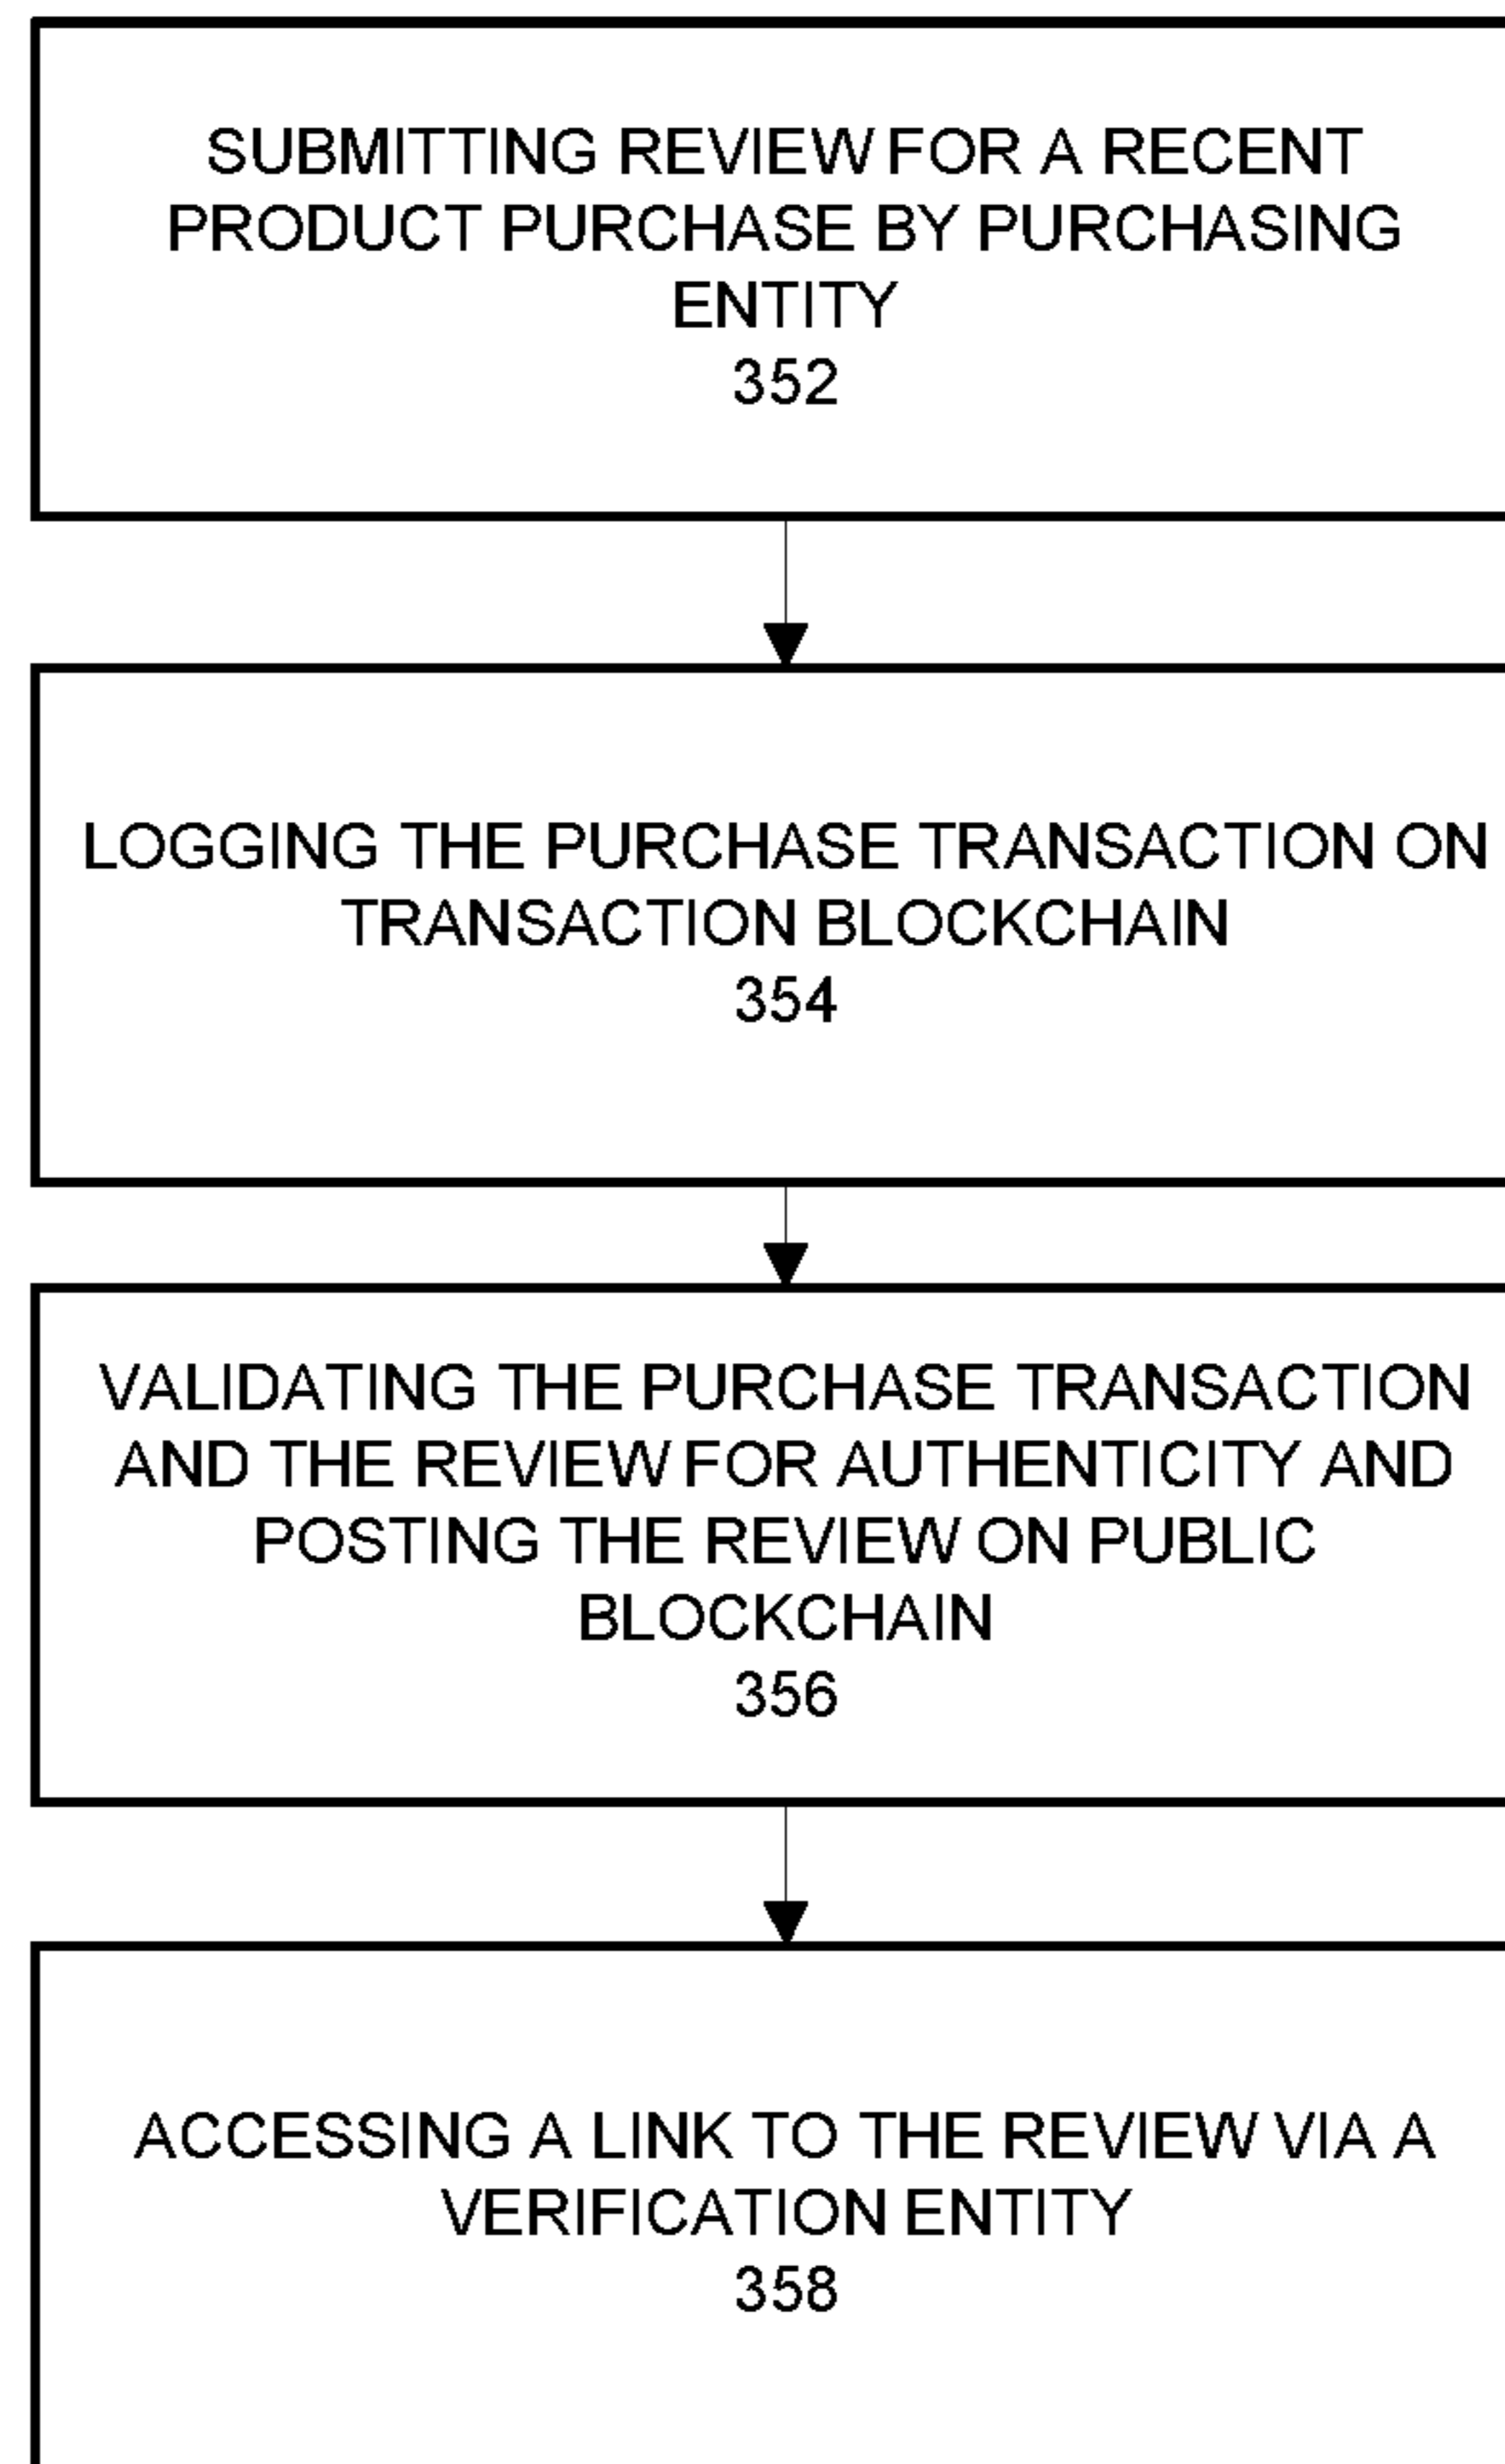 SUBMITTING REVIEW FOR A RECENT
PRODUCT PURCHASE BY PURCHASING
ENTITY
352
LOGGING THE PURCHASE TRANSACTION ON
TRANSACTION BLOCKCHAIN
354
VALIDATING THE PURCHASE TRANSACTION
AND THE REVIEW FOR AUTHENTICITY AND
POSTING THE REVIEW ON PUBLIC
BLOCKCHAIN
356
ACCESSING A LINK TO THE REVIEW VIA A
VERIFICATION ENTITY
358